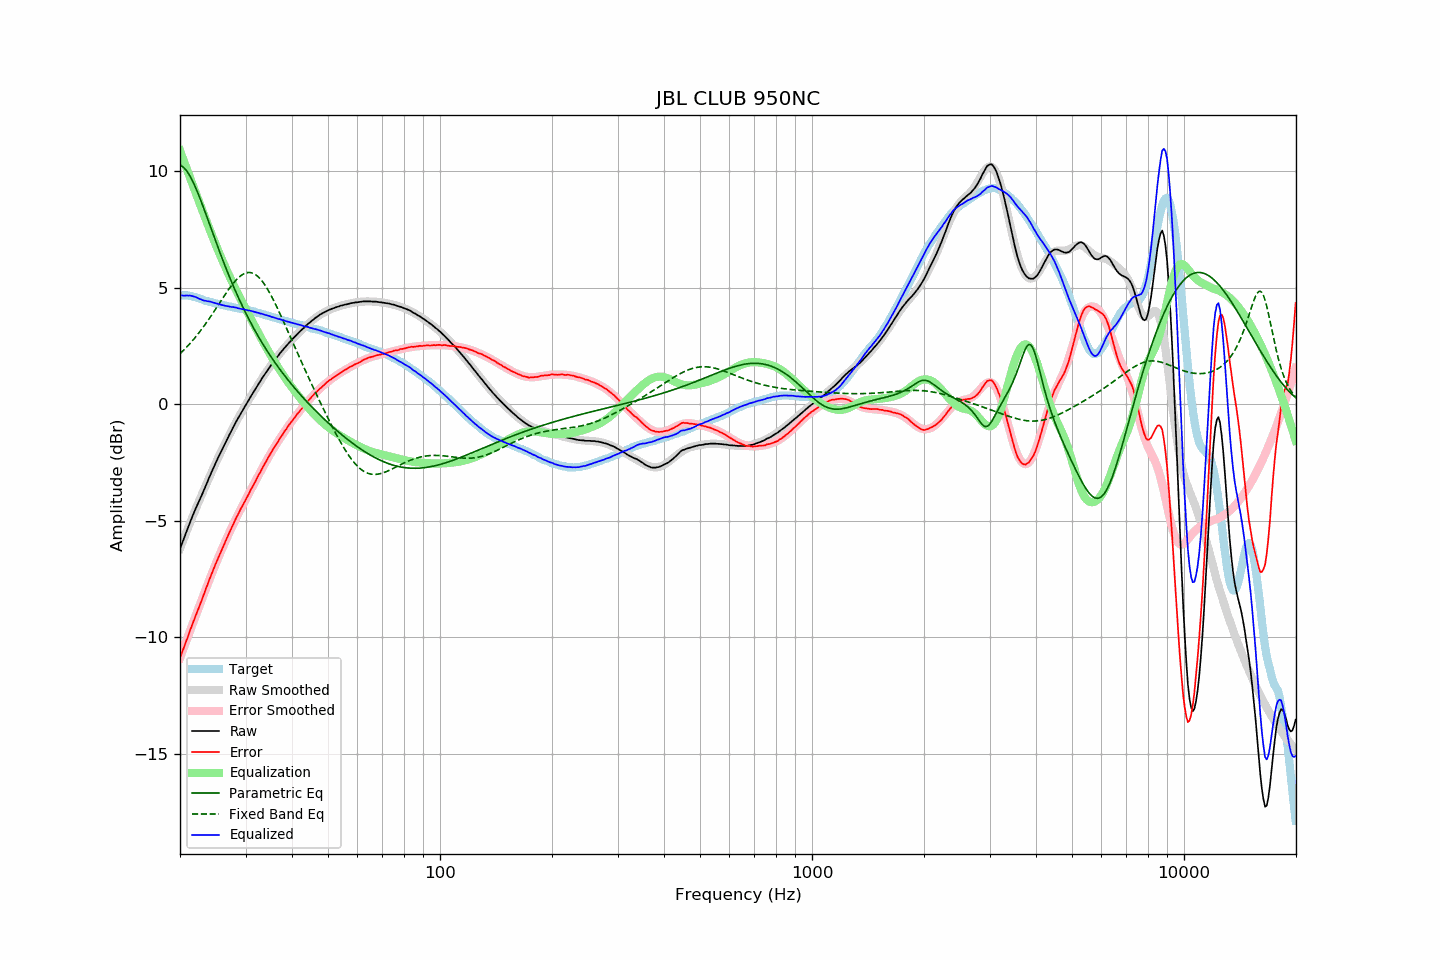 JBL CLUB 950NC
Amplitude (dBr)
10
5
0
−5
−10
−15
Target
Raw Smoothed
Error Smoothed
Raw
Error
Equalization
Parametric Eq
Fixed Band Eq
Equalized
100
1000
10000
Frequency (Hz)